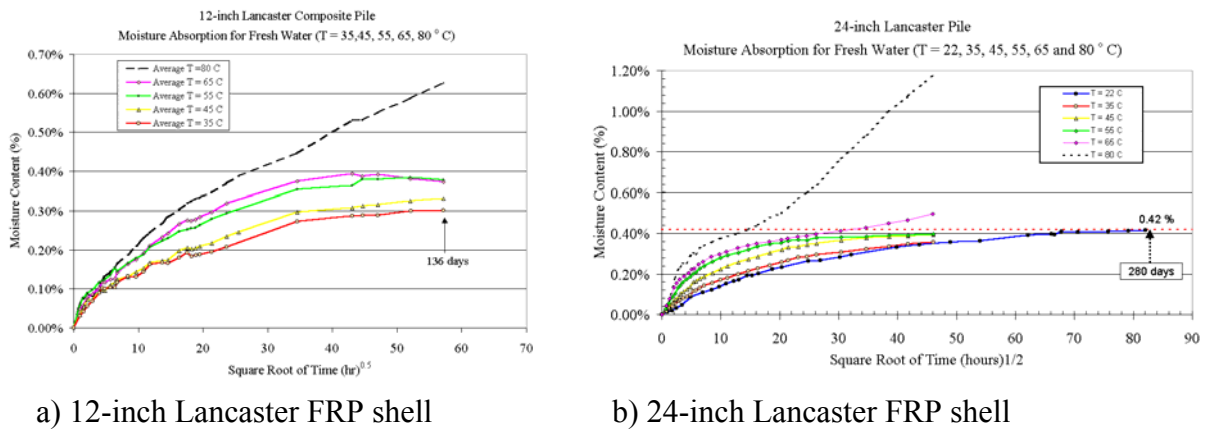 12-inch Lancaster Composite Pile
Moisture Absorption for Fresh Water (T = 35,45, 55, 65, 80 ° C)
0.70%
0.60%
0.50%
0.40%
0.30%
0.20%
0.10%
0.00%
Moisture Content (%)
Average T =80 C
Average T = 65 C
Average T = 55 C
Average T = 45 C
Average T = 35 C
136 days
0 10 20 30 40 50 60 70
Square Root of Time (hr)0.5
a) 12-inch Lancaster FRP shell
24-inch Lancaster Pile
Moisture Absorption for Fresh Water (T = 22, 35, 45, 55, 65 and 80 ° C)
1.20%
1.00%
0.80%
0.60%
0.40%
0.20%
0.00%
Moisture Content (%)
T = 22 C
T = 35 C
T = 45 C
T = 55 C
T = 65 C
T = 80 C
0.42 %
280 days
0 10 20 30 40 50 60 70 80 90
Square Root of Time (hours)1/2
b) 24-inch Lancaster FRP shell